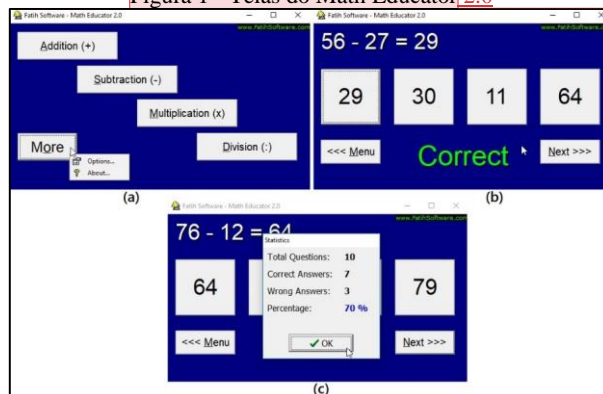 Figura 1 – Telas do Math Educator 2.0
Fatih Software - Math Educator 2.0
www.FatihSoftware.com
Addition (+)
Subtraction (-)
Multiplication (x)
Division (:)
More
Options...
About...
(a)
Fatih Software - Math Educator 2.0
www.FatihSoftware.com
56 - 27 = 29
29
30
11
64
<<< Menu
Correct
Next >>>
(b)
Fatih Software - Math Educator 2.0
www.FatihSoftware.com
76 - 12 = 64
64
79
Statistics
Total Questions: 10
Correct Answers: 7
Wrong Answers: 3
Percentage: 70 %
OK
<<< Menu
Next >>>
(c)